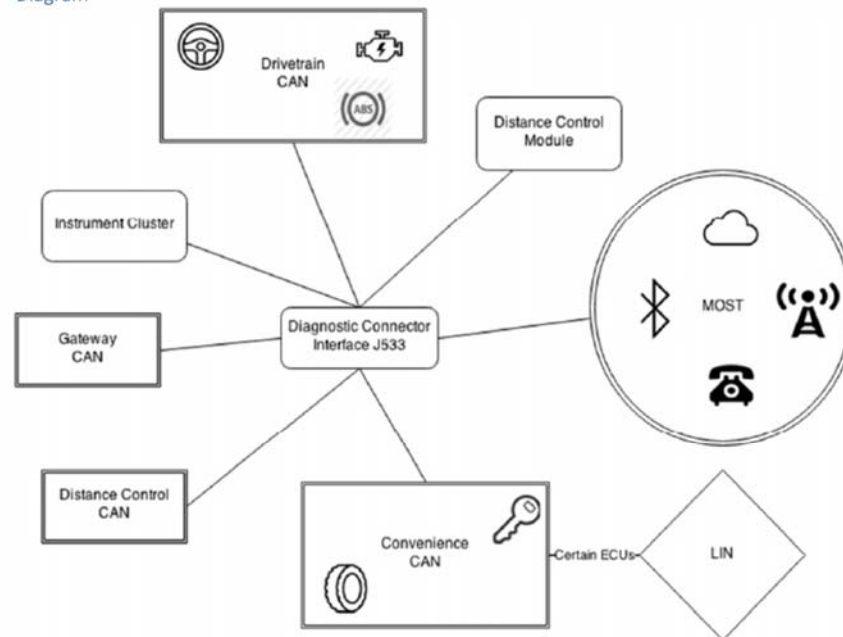 Diagram
Drivetrain
CAN
ABS
Distance Control
Module
Instrument Cluster
MOST
Diagnostic Connector
Interface J533
Gateway
CAN
Distance Control
CAN
Convenience
CAN
Certain ECUs
LIN